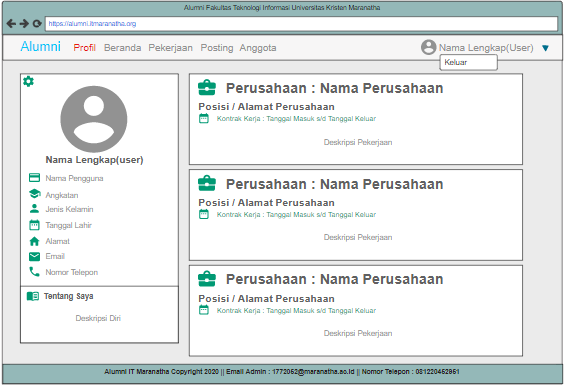 Alumni Fakultas Teknologi Informasi Universitas Kristen Maranatha
https://alumni.itmaranatha.org
Alumni Profil Beranda Pekerjaan Posting Anggota Nama Lengkap(User)
Keluar
Nama Lengkap(user)
Nama Pengguna
Angkatan
Jenis Kelamin
Tanggal Lahir
Alamat
Email
Nomor Telepon
Tentang Saya
Deskripsi Diri
Perusahaan : Nama Perusahaan
Posisi / Alamat Perusahaan
Kontrak Kerja : Tanggal Masuk s/d Tanggal Keluar
Deskripsi Pekerjaan
Perusahaan : Nama Perusahaan
Posisi / Alamat Perusahaan
Kontrak Kerja : Tanggal Masuk s/d Tanggal Keluar
Deskripsi Pekerjaan
Perusahaan : Nama Perusahaan
Posisi / Alamat Perusahaan
Kontrak Kerja : Tanggal Masuk s/d Tanggal Keluar
Deskripsi Pekerjaan
Alumni IT Maranatha Copyright 2020 || Email Admin : 1772052@maranatha.ac.id || Nomor Telepon : 081220462961